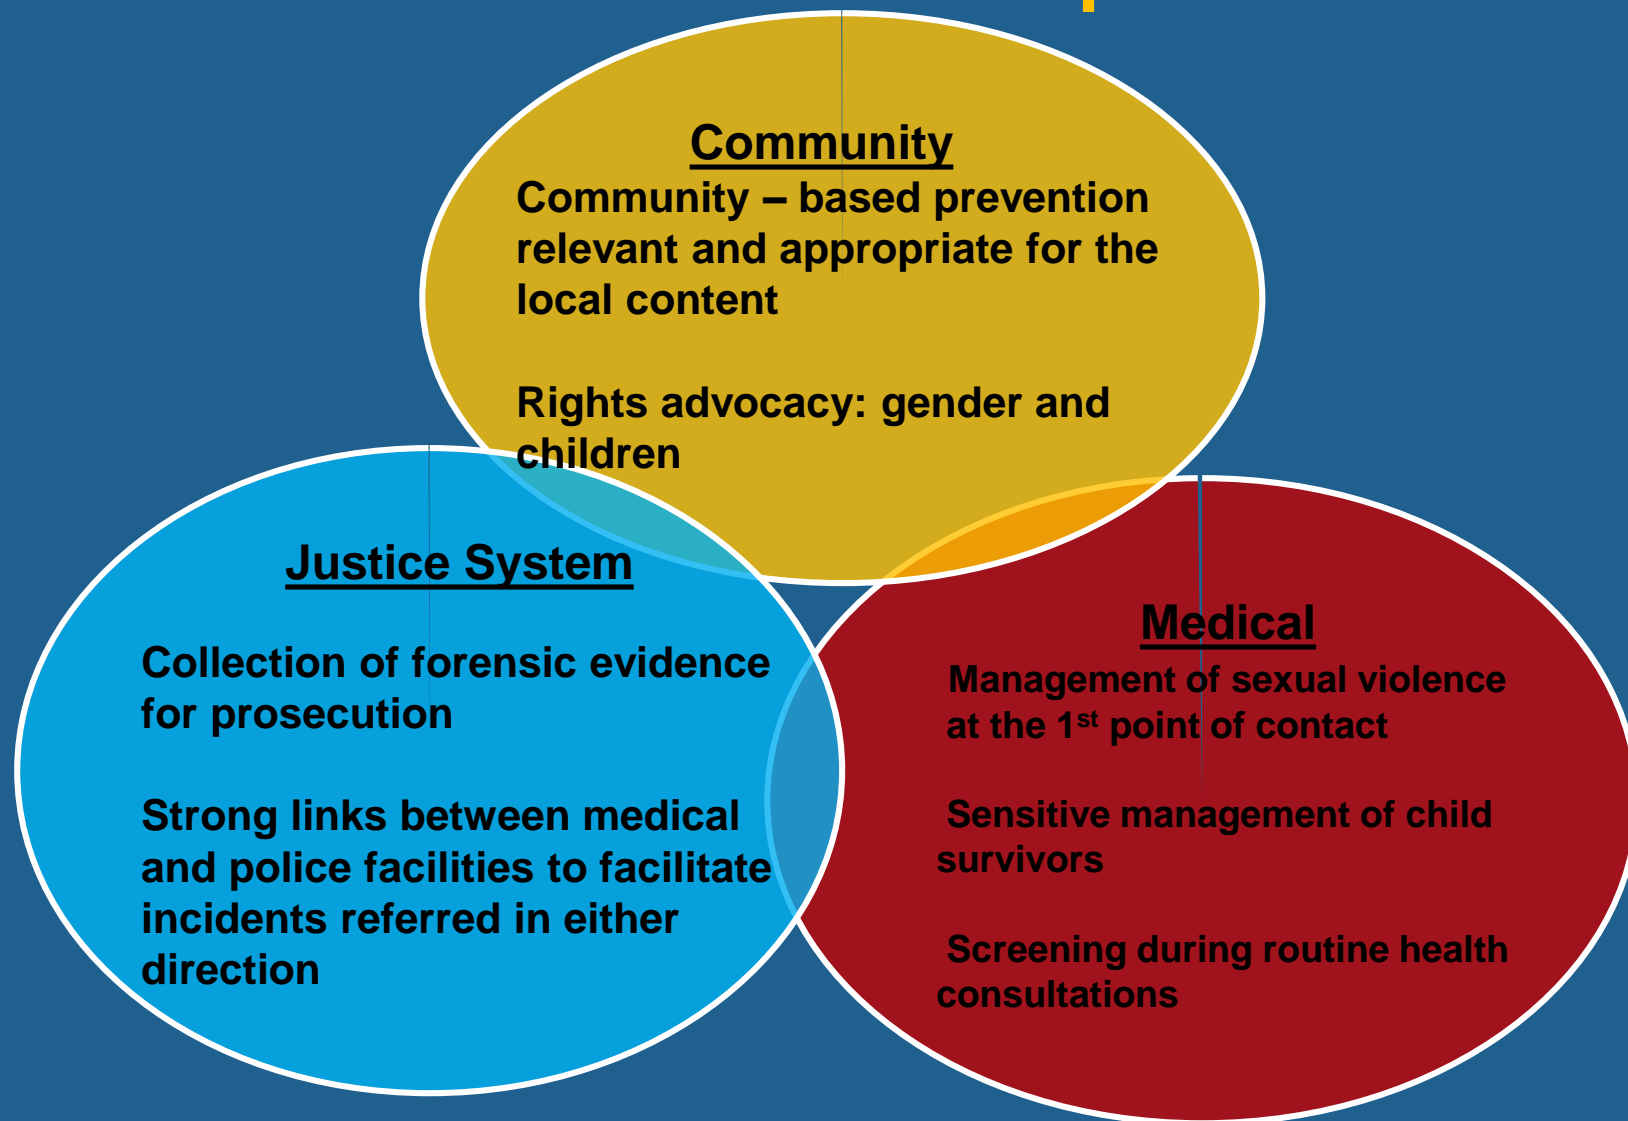 Community
Community – based prevention
relevant and appropriate for the
local content
Rights advocacy: gender and
children
Justice System
Collection of forensic evidence
for prosecution
Strong links between medical
and police facilities to facilitate
incidents referred in either
direction
Medical
Management of sexual violence
at the 1st point of contact
Sensitive management of child
survivors
Screening during routine health
consultations